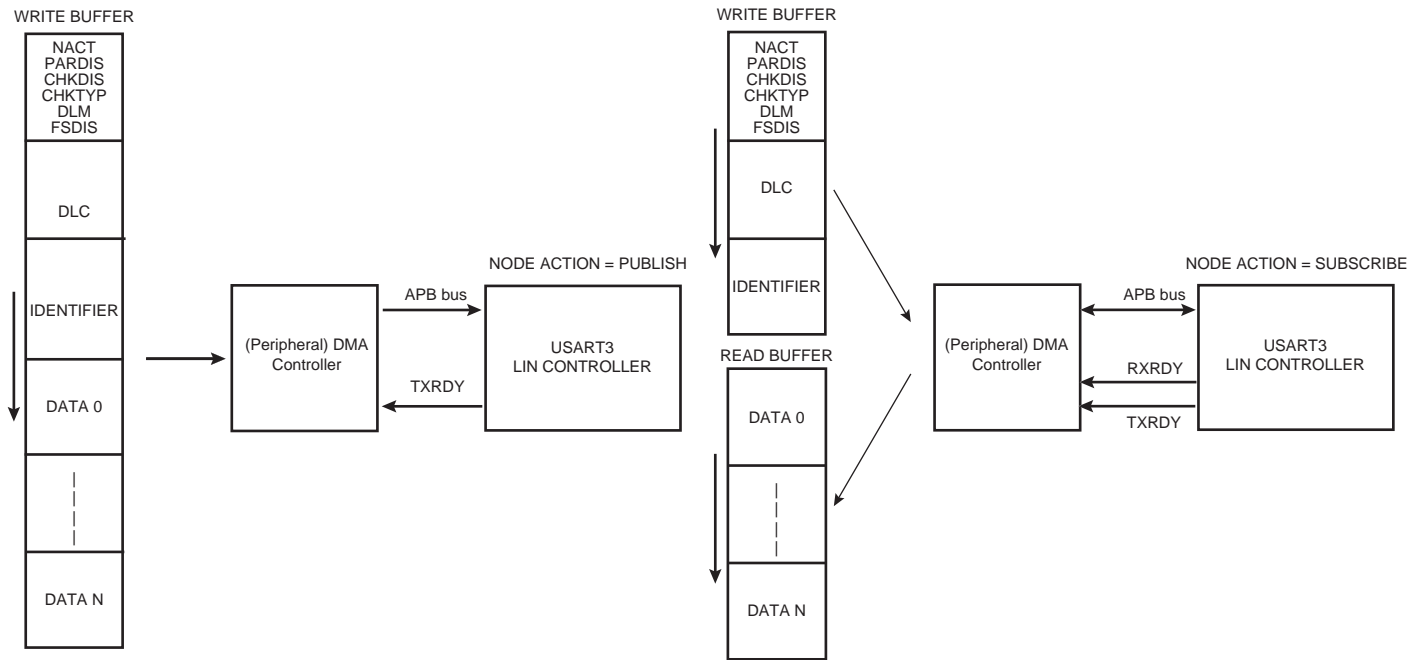 WRITE BUFFER
NACT
PARDIS
CHKDIS
CHKTYP
DLM
FSDIS
DLC
IDENTIFIER
DATA 0
DATA N
(Peripheral) DMA
Controller
APB bus
TXRDY
NODE ACTION = PUBLISH
USART3
LIN CONTROLLER
WRITE BUFFER
NACT
PARDIS
CHKDIS
CHKTYP
DLM
FSDIS
DLC
IDENTIFIER
READ BUFFER
DATA 0
DATA N
(Peripheral) DMA
Controller
APB bus
RXRDY
TXRDY
NODE ACTION = SUBSCRIBE
USART3
LIN CONTROLLER